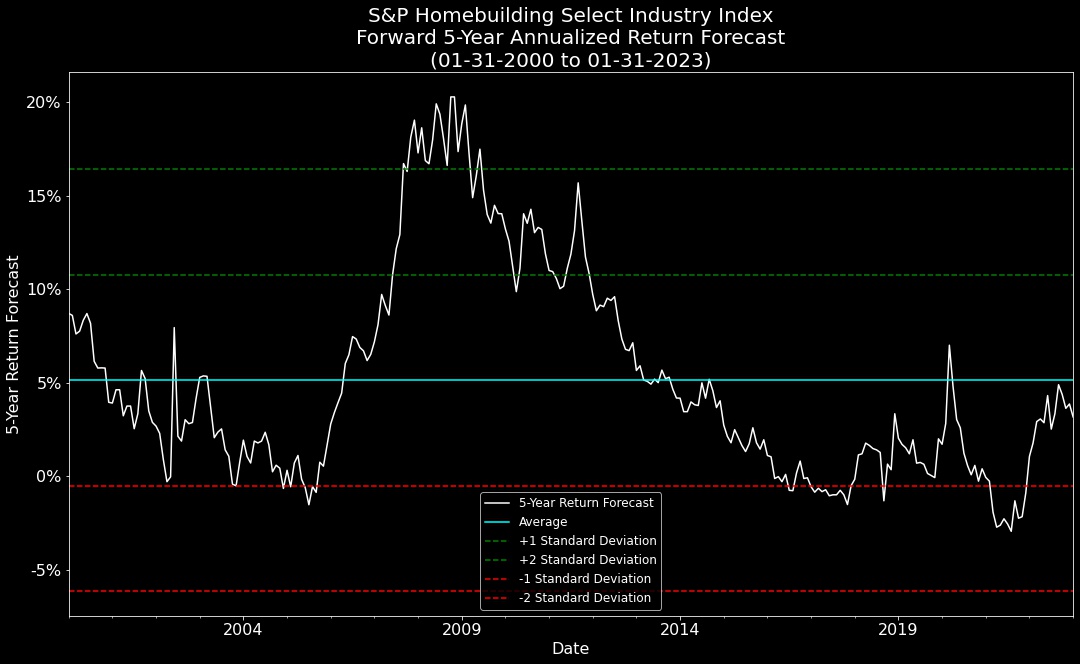 S&P Homebuilding Select Industry Index
Forward 5-Year Annualized Return Forecast
(01-31-2000 to 01-31-2023)
20%
15%
10%
5%
0%
-5%
5-Year Return Forecast
5-Year Return Forecast
Average
+1 Standard Deviation
+2 Standard Deviation
-1 Standard Deviation
-2 Standard Deviation
2004
2009
2014
2019
Date